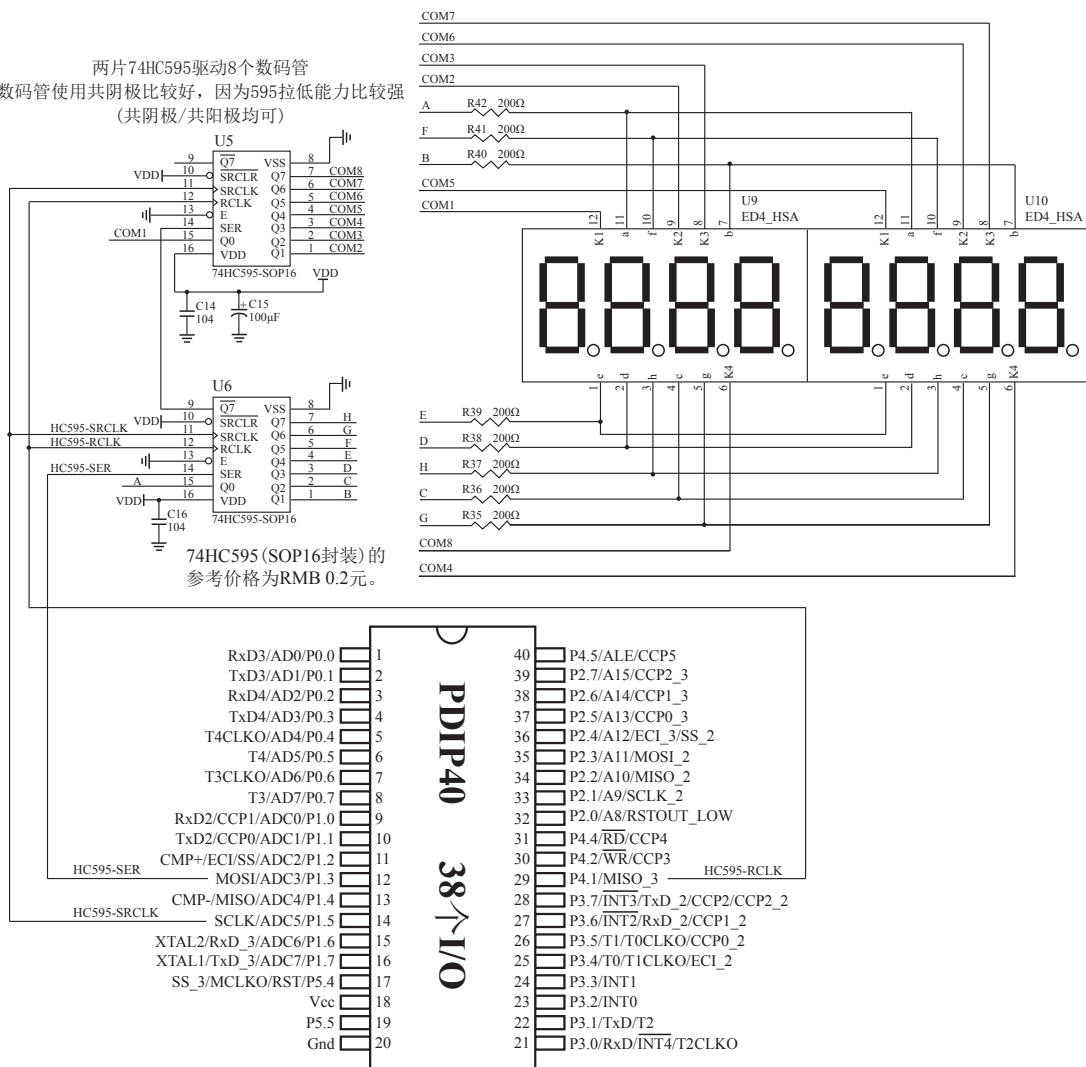 两片74HC595驱动8个数码管
数码管使用共阴极比较好，因为595拉低能力比较强
(共阴极/共阳极均可)
COM7
COM6
COM3
COM2
A R42 200Ω
F R41 200Ω
B R40 200Ω
COM5
COM1
U9
ED4_HSA
U10
ED4_HSA
12 11 10 9 8 7
K1 a f K2 K3 b
12 11 10 9 8 7
K1 a f K2 K3 b
e d h c g K4
1 2 3 4 5 6
e d h c g K4
1 2 3 4 5 6
E R39 200Ω
D R38 200Ω
H R37 200Ω
C R36 200Ω
G R35 200Ω
COM8
COM4
U5
9 Q7 VSS 8
VDD 10 SRCLR Q7 7 COM8
11 SRCLK Q6 6 COM7
12 RCLK Q5 5 COM6
13 E Q4 4 COM5
14 SER Q3 3 COM4
COM1 15 Q0 Q2 2 COM3
16 VDD Q1 1 COM2
74HC595-SOP16
VDD
C14
104
+ C15
100μF
U6
9 Q7 VSS 8
VDD 10 SRCLR Q7 7 H
HC595-SRCLK 11 SRCLK Q6 6 G
HC595-RCLK 12 RCLK Q5 5 F
13 E Q4 4 E
HC595-SER 14 SER Q3 3 D
A 15 Q0 Q2 2 C
VDD 16 VDD Q1 1 B
74HC595-SOP16
C16
104
74HC595(SOP16封装)的
参考价格为RMB 0.2元。
PDIP40 38个I/O
RxD3/AD0/P0.0 1
TxD3/AD1/P0.1 2
RxD4/AD2/P0.2 3
TxD4/AD3/P0.3 4
T4CLKO/AD4/P0.4 5
T4/AD5/P0.5 6
T3CLKO/AD6/P0.6 7
T3/AD7/P0.7 8
RxD2/CCP1/ADC0/P1.0 9
TxD2/CCP0/ADC1/P1.1 10
CMP+/ECI/SS/ADC2/P1.2 11
HC595-SER MOSI/ADC3/P1.3 12
CMP-/MISO/ADC4/P1.4 13
HC595-SRCLK SCLK/ADC5/P1.5 14
XTAL2/RxD_3/ADC6/P1.6 15
XTAL1/TxD_3/ADC7/P1.7 16
SS_3/MCLKO/RST/P5.4 17
Vcc 18
P5.5 19
Gnd 20
40 P4.5/ALE/CCP5
39 P2.7/A15/CCP2_3
38 P2.6/A14/CCP1_3
37 P2.5/A13/CCP0_3
36 P2.4/A12/ECI_3/SS_2
35 P2.3/A11/MOSI_2
34 P2.2/A10/MISO_2
33 P2.1/A9/SCLK_2
32 P2.0/A8/RSTOUT_LOW
31 P4.4/RD/CCP4
30 P4.2/WR/CCP3
29 P4.1/MISO_3 HC595-RCLK
28 P3.7/INT3/TxD_2/CCP2/CCP2_2
27 P3.6/INT2/RxD_2/CCP1_2
26 P3.5/T1/T0CLKO/CCP0_2
25 P3.4/T0/T1CLKO/ECI_2
24 P3.3/INT1
23 P3.2/INT0
22 P3.1/TxD/T2
21 P3.0/RxD/INT4/T2CLKO